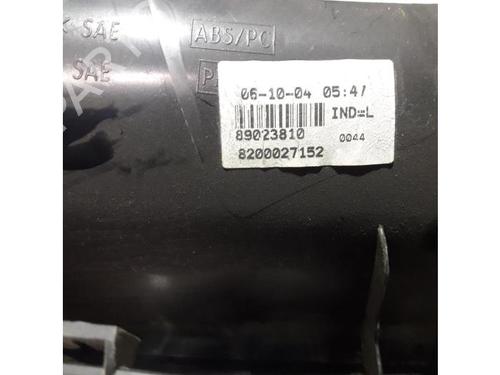 SAE
ABS/PC
SAE
06-10-04 05:47
IND=L
89023810
0044
8200027152